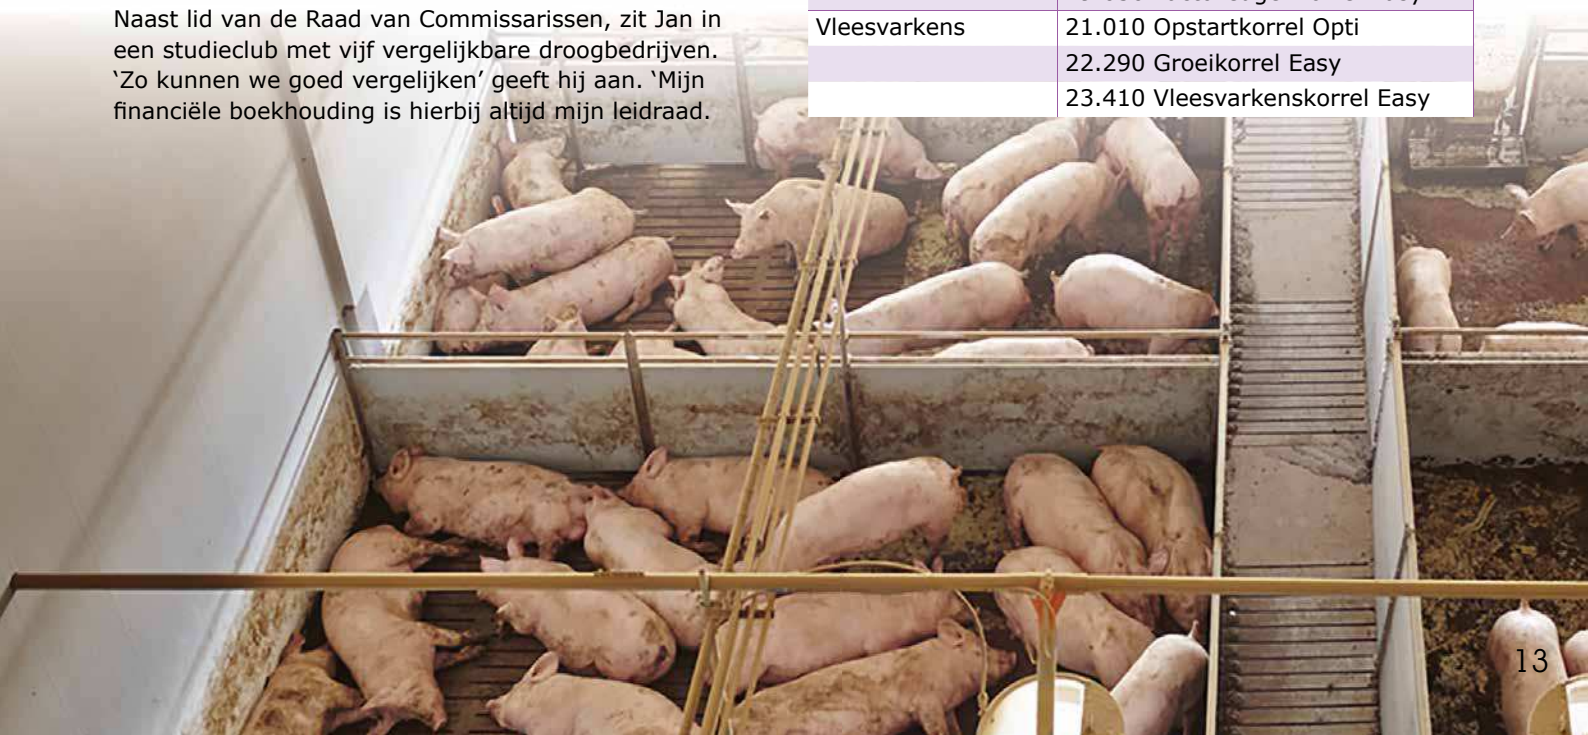 Naast lid van de Raad van Commissarissen, zit Jan in
een studieclub met vijf vergelijkbare droogbedrijven.
‘Zo kunnen we goed vergelijken’ geeft hij aan. ‘Mijn
financiële boekhouding is hierbij altijd mijn leidraad.
Vleesvarkens 21.010 Opstartkorrel Opti
22.290 Groeikorrel Easy
23.410 Vleesvarkenskorrel Easy
13